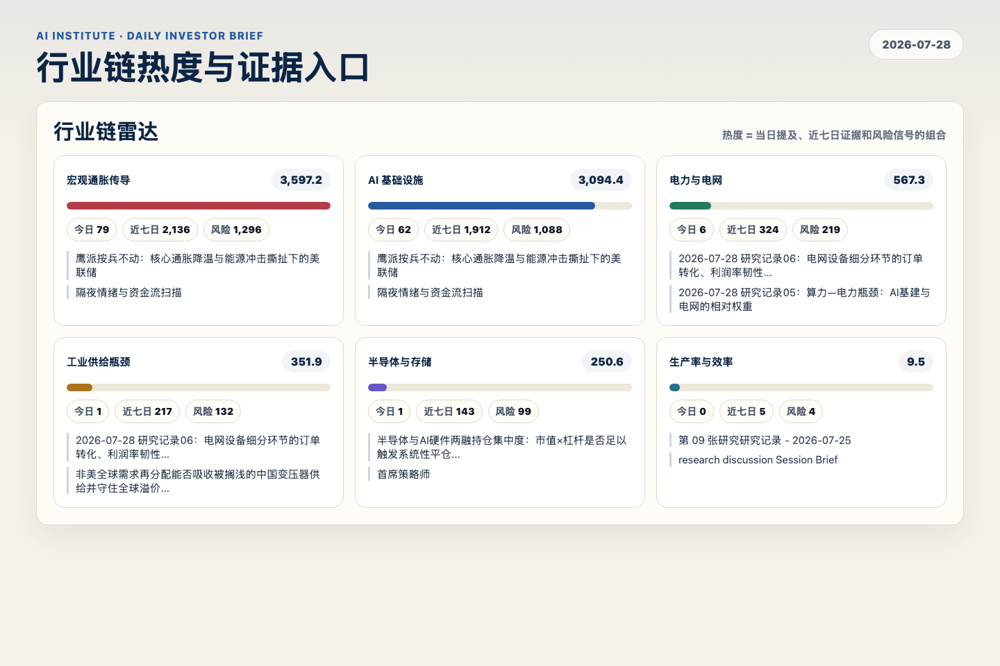 AI INSTITUTE · DAILY INVESTOR BRIEF
行业链热度与证据入口
2026-07-28
行业链雷达
热度 = 当日提及、近七日证据和风险信号的组合
宏观通胀传导
3,597.2
今日 79
近七日 2,136
风险 1,296
鹰派按兵不动：核心通胀降温与能源冲击撕扯下的美
联储
隔夜情绪与资金流扫描
AI 基础设施
3,094.4
今日 62
近七日 1,912
风险 1,088
鹰派按兵不动：核心通胀降温与能源冲击撕扯下的美
联储
隔夜情绪与资金流扫描
电力与电网
567.3
今日 6
近七日 324
风险 219
2026-07-28 研究记录06：电网设备细分环节的订单
转化、利润率韧性...
2026-07-28 研究记录05：算力—电力瓶颈：AI基建与
电网的相对权重
工业供给瓶颈
351.9
今日 1
近七日 217
风险 132
2026-07-28 研究记录06：电网设备细分环节的订单
转化、利润率韧性...
非美全球需求再分配能否吸收被搁浅的中国变压器供
给并守住全球溢价...
半导体与存储
250.6
今日 1
近七日 143
风险 99
半导体与AI硬件两融持仓集中度：市值×杠杆是否足以
触发系统性平仓...
首席策略师
生产率与效率
9.5
今日 0
近七日 5
风险 4
第 09 张研究研究记录 - 2026-07-25
research discussion Session Brief